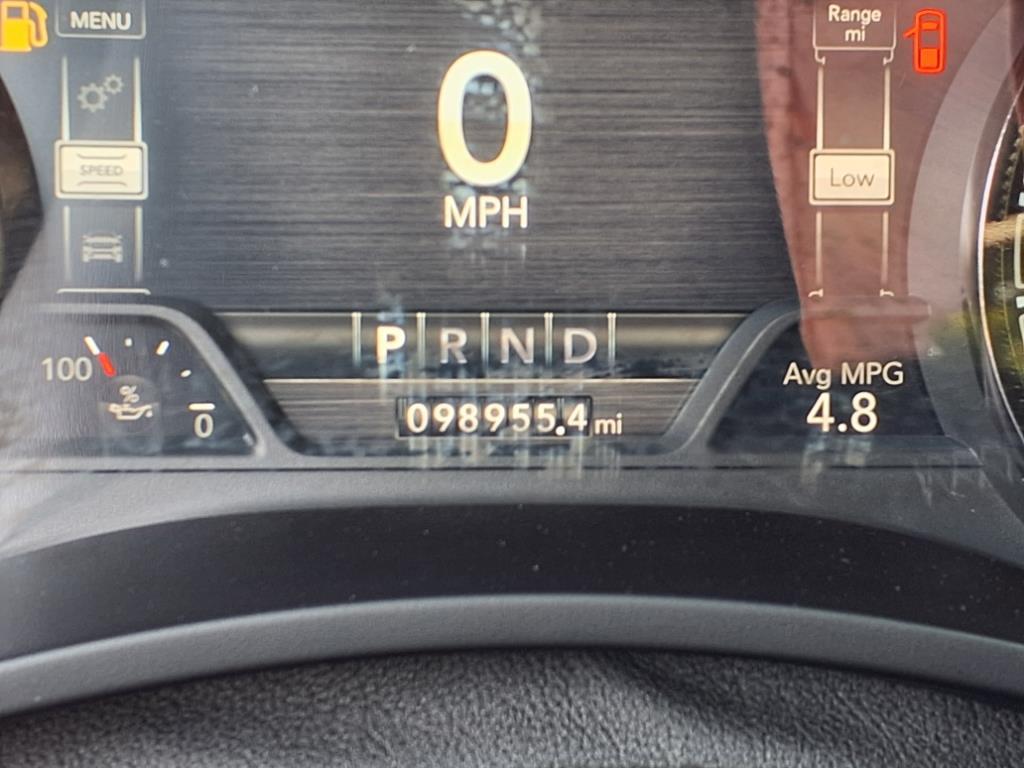 MENU
Range
mi
0
MPH
SPEED
Low
P R N D
100
%
0
098955.4 mi
Avg MPG
4.8